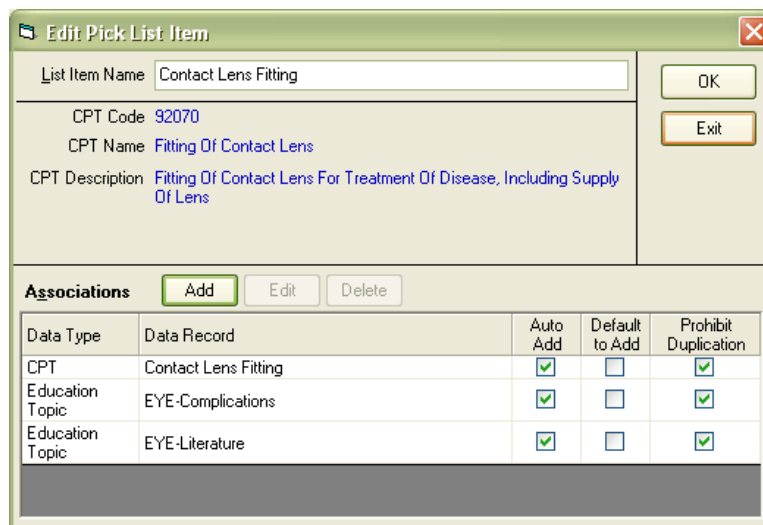 Edit Pick List Item
List Item Name Contact Lens Fitting
OK
CPT Code 92070
Exit
CPT Name Fitting Of Contact Lens
CPT Description Fitting Of Contact Lens For Treatment Of Disease, Including Supply
Of Lens
Associations Add Edit Delete
Data Type Data Record Auto Add Default to Add Prohibit Duplication
CPT Contact Lens Fitting
Education Topic EYE-Complications
Education Topic EYE-Literature